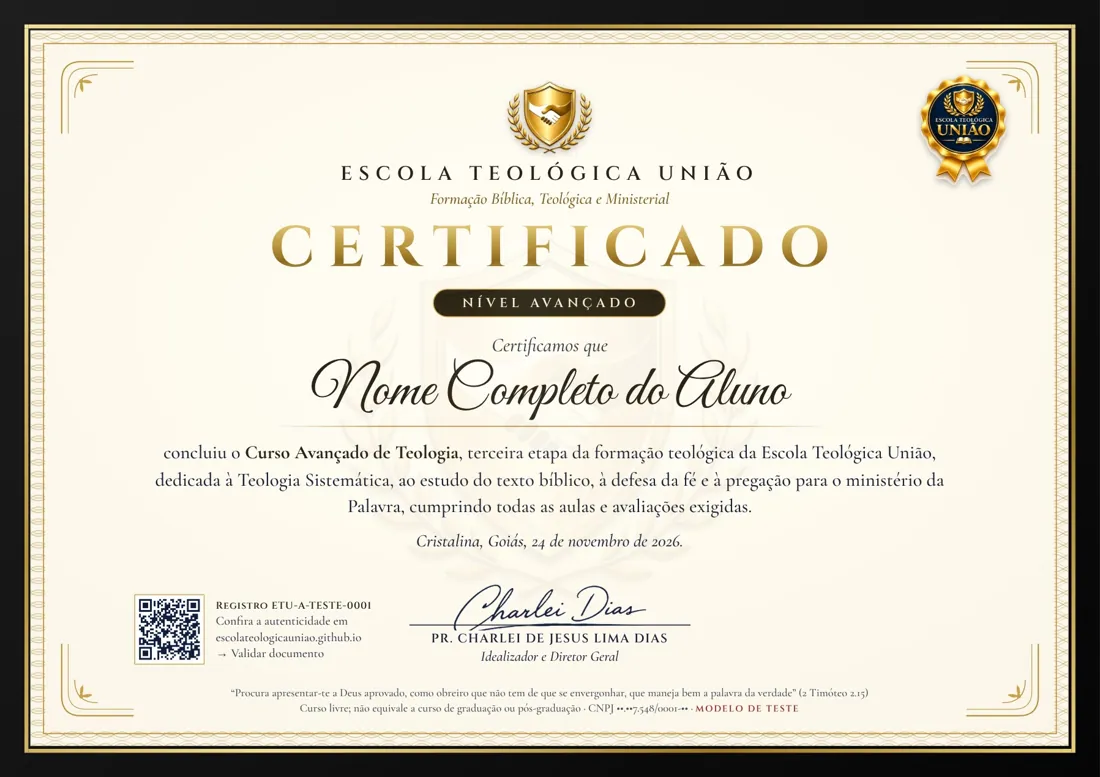 ESCOLA TEOLÓGICA
UNIÃO
ESCOLA TEOLÓGICA UNIÃO
Formação Bíblica, Teológica e Ministerial
CERTIFICADO
NÍVEL AVANÇADO
Certificamos que
Nome Completo do Aluno
concluiu o Curso Avançado de Teologia, terceira etapa da formação teológica da Escola Teológica União,
dedicada à Teologia Sistemática, ao estudo do texto bíblico, à defesa da fé e à pregação para o ministério da
Palavra, cumprindo todas as aulas e avaliações exigidas.
Cristalina, Goiás, 24 de novembro de 2026.
REGISTRO ETU-A-TESTE-0001
Confira a autenticidade em
escolateologicauniao.github.io
→ Validar documento
Charlei Dias
PR. CHARLEI DE JESUS LIMA DIAS
Idealizador e Diretor Geral
“Procura apresentar-te a Deus aprovado, como obreiro que não tem de que se envergonhar, que maneja bem a palavra da verdade” (2 Timóteo 2.15)
Curso livre; não equivale a curso de graduação ou pós-graduação · CNPJ ••.••7.548/0001-•• · MODELO DE TESTE